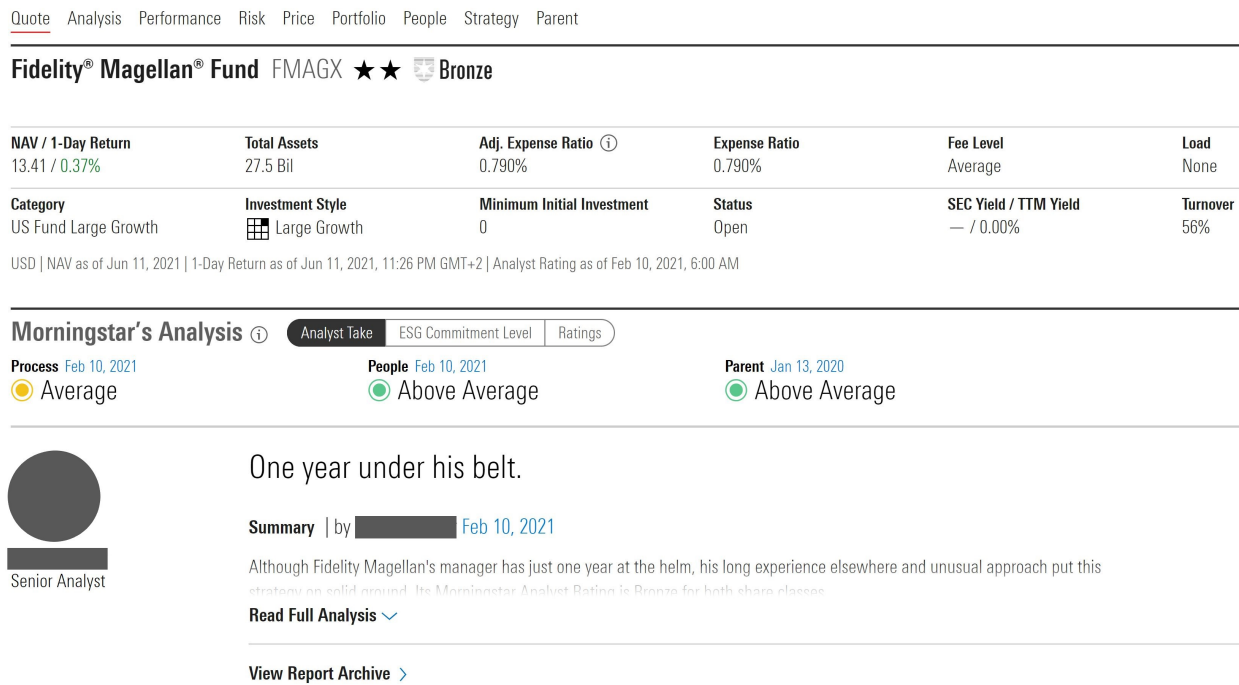 Quote Analysis Performance Risk Price Portfolio People Strategy Parent
Fidelity® Magellan® Fund FMAGX ★★ Bronze
NAV / 1-Day Return Total Assets Adj. Expense Ratio Expense Ratio Fee Level Load
13.41 / 0.37% 27.5 Bil 0.790% 0.790% Average None
Category Investment Style Minimum Initial Investment Status SEC Yield / TTM Yield Turnover
US Fund Large Growth Large Growth 0 Open — / 0.00% 56%
USD | NAV as of Jun 11, 2021 | 1-Day Return as of Jun 11, 2021, 11:26 PM GMT+2 | Analyst Rating as of Feb 10, 2021, 6:00 AM
Morningstar's Analysis Analyst Take ESG Commitment Level Ratings
Process Feb 10, 2021 People Feb 10, 2021 Parent Jan 13, 2020
Average Above Average Above Average
One year under his belt.
Summary | by Feb 10, 2021
Senior Analyst
Although Fidelity Magellan's manager has just one year at the helm, his long experience elsewhere and unusual approach put this
strategy on solid ground. Its Morningstar Analyst Rating is Bronze for both share classes.
Read Full Analysis
View Report Archive